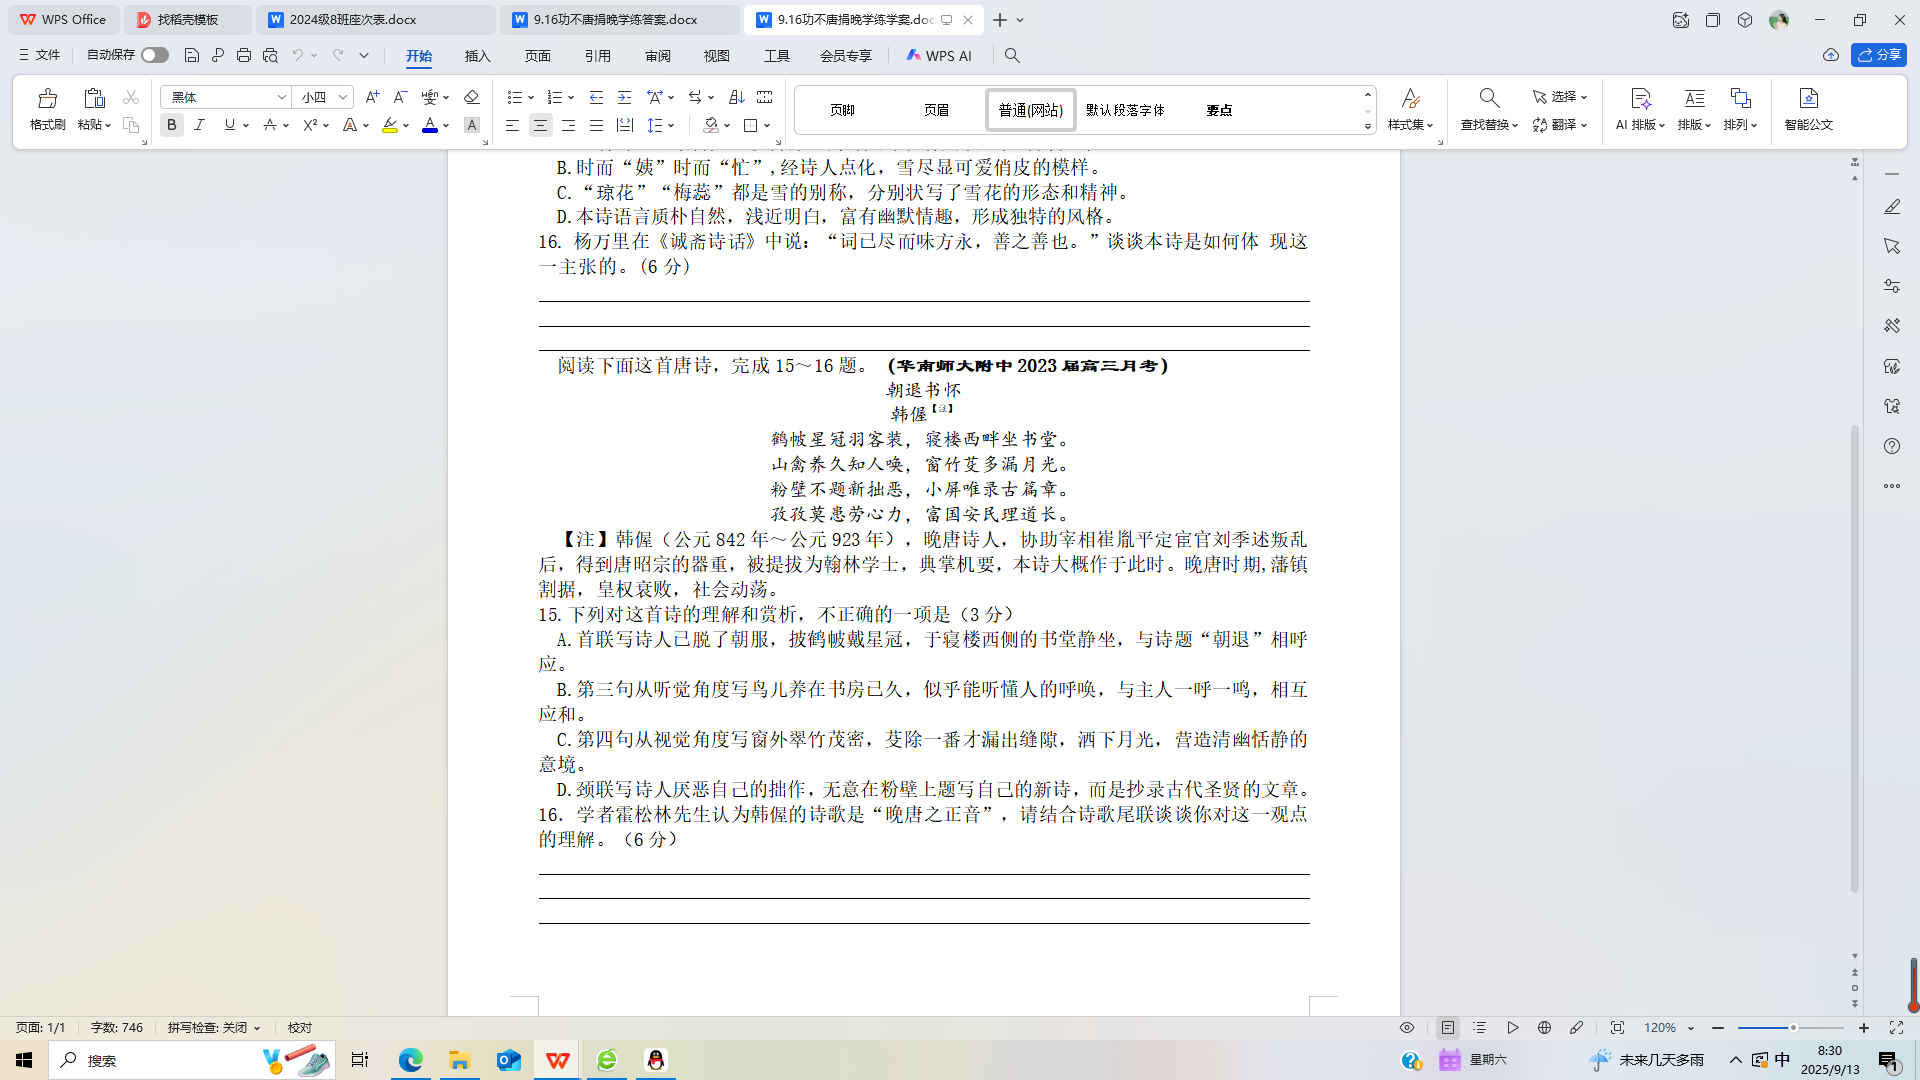 WPS Office
找稻壳模板
2024级8班座次表.docx
9.16功不唐捐晚学练答案.docx
9.16功不唐捐晚学练学案.doc
文件
自动保存
开始
插入
页面
引用
审阅
视图
工具
会员专享
WPS AI
分享
格式刷
粘贴
黑体
小四
页脚
页眉
普通(网站)
默认段落字体
要点
样式集
查找替换
选择
翻译
AI 排版
排版
排列
智能公文
B.时而“姨”时而“忙”,经诗人点化，雪尽显可爱俏皮的模样。
C.“琼花”“梅蕊”都是雪的别称，分别状写了雪花的形态和精神。
D.本诗语言质朴自然，浅近明白，富有幽默情趣，形成独特的风格。
16. 杨万里在《诚斋诗话》中说：“词已尽而味方永，善之善也。”谈谈本诗是如何体 现这
一主张的。(6 分)
阅读下面这首唐诗，完成 15～16 题。（华南师大附中 2023 届高三月考）
朝退书怀
韩偓【注】
鹤帔星冠羽客装，寝楼西畔坐书堂。
山禽养久知人唤，窗竹芟多漏月光。
粉壁不题新拙恶，小屏唯录古篇章。
孜孜莫患劳心力，富国安民理道长。
【注】韩偓（公元 842 年～公元 923 年），晚唐诗人，协助宰相崔胤平定宦官刘季述叛乱
后，得到唐昭宗的器重，被提拔为翰林学士，典掌机要，本诗大概作于此时。晚唐时期,藩镇
割据，皇权衰败，社会动荡。
15.下列对这首诗的理解和赏析，不正确的一项是（3 分）
A.首联写诗人已脱了朝服，披鹤帔戴星冠，于寝楼西侧的书堂静坐，与诗题“朝退”相呼
应。
B.第三句从听觉角度写鸟儿养在书房已久，似乎能听懂人的呼唤，与主人一呼一鸣，相互
应和。
C.第四句从视觉角度写窗外翠竹茂密，芟除一番才漏出缝隙，洒下月光，营造清幽恬静的
意境。
D.颈联写诗人厌恶自己的拙作,无意在粉壁上题写自己的新诗,而是抄录古代圣贤的文章。
16．学者霍松林先生认为韩偓的诗歌是“晚唐之正音”，请结合诗歌尾联谈谈你对这一观点
的理解。（6 分）
页面: 1/1
字数: 746
拼写检查: 关闭
校对
120%
搜索
星期六
未来几天多雨
中
8:30
2025/9/13
1